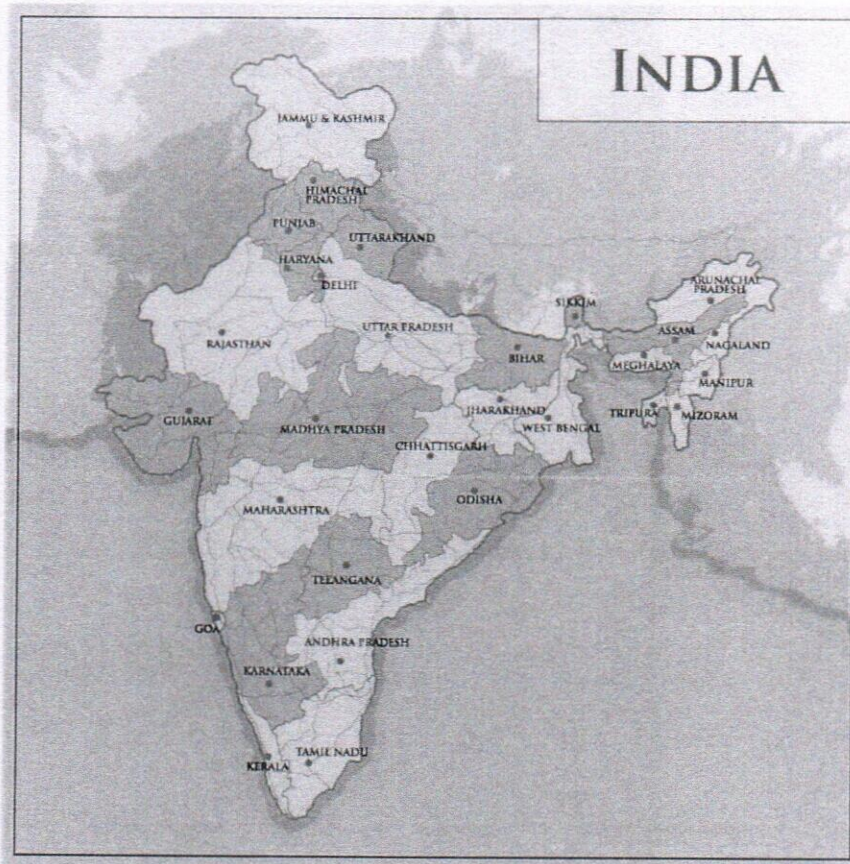 INDIA
JAMMU & KASHMIR
HIMACHAL
PRADESH
PUNJAB
UTTARAKHAND
HARYANA
DELHI
ARUNACHAL
PRADESH
SIKKIM
RAJASTHAN
UTTAR PRADESH
ASSAM
NAGALAND
BIHAR
MEGHALAYA
MANIPUR
GUJARAT
MADHYA PRADESH
JHARKHAND
WEST BENGAL
TRIPURA
MIZORAM
CHHATTISGARH
MAHARASHTRA
ODISHA
TELANGANA
GOA
ANDHRA PRADESH
KARNATAKA
KERALA
TAMIL NADU